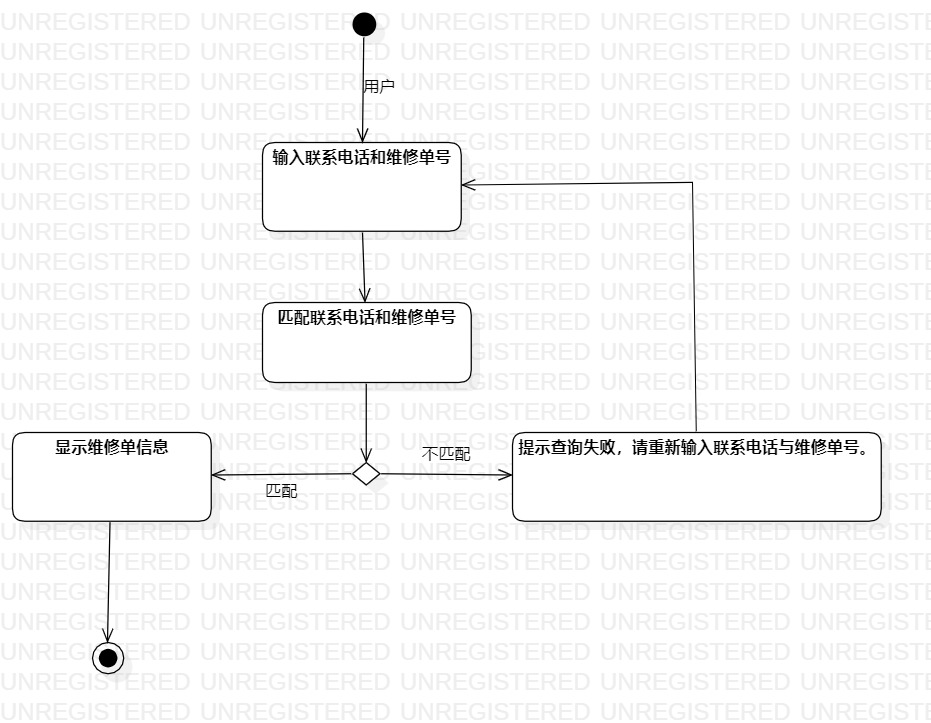 用户
输入联系电话和维修单号
匹配联系电话和维修单号
不匹配
显示维修单信息
提示查询失败，请重新输入联系电话与维修单号。
匹配
UNREGISTERED